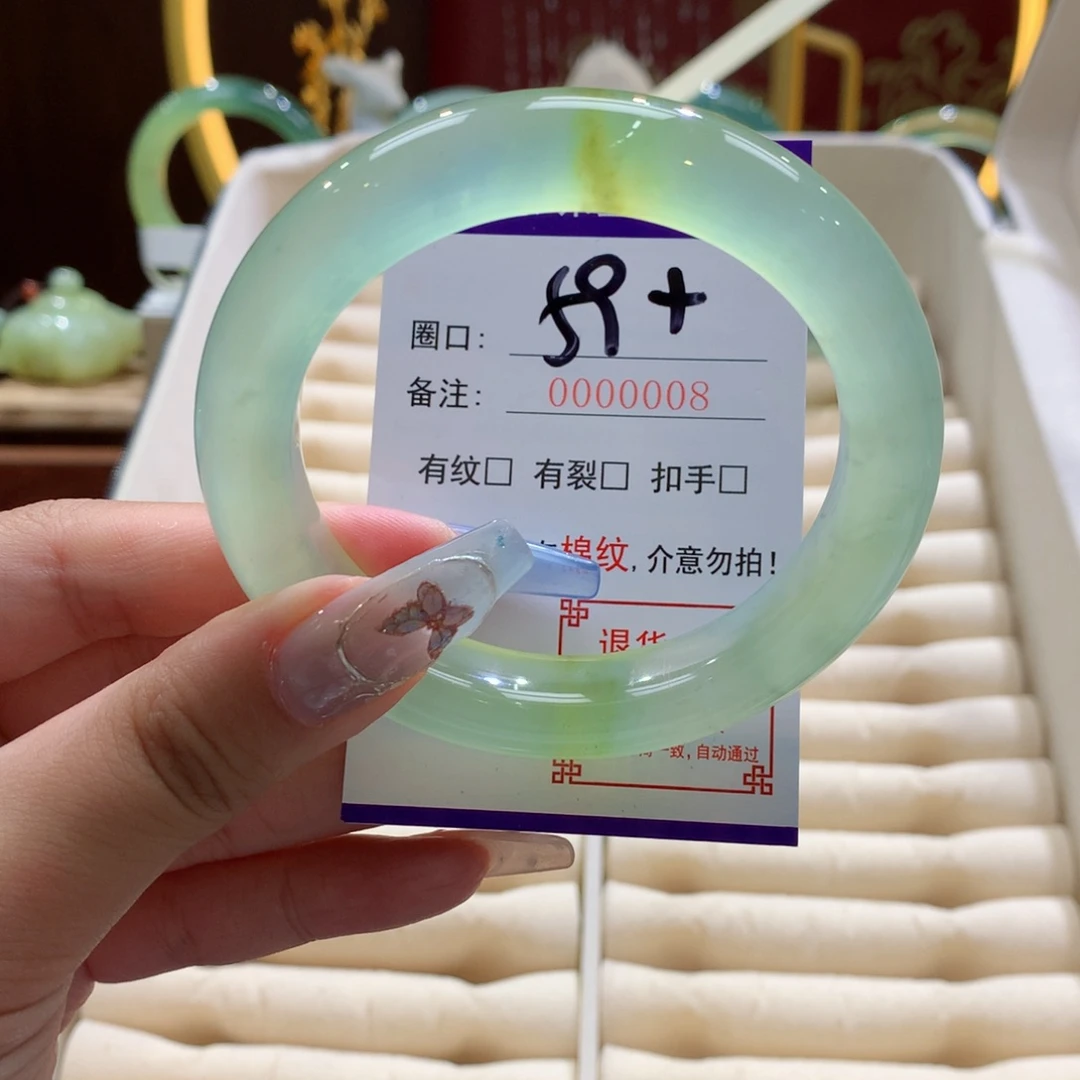 圈口: 59+
备注: 0000008
有纹□ 有裂□ 扣手□
棉纹,介意勿拍!
退货
一致,自动通过